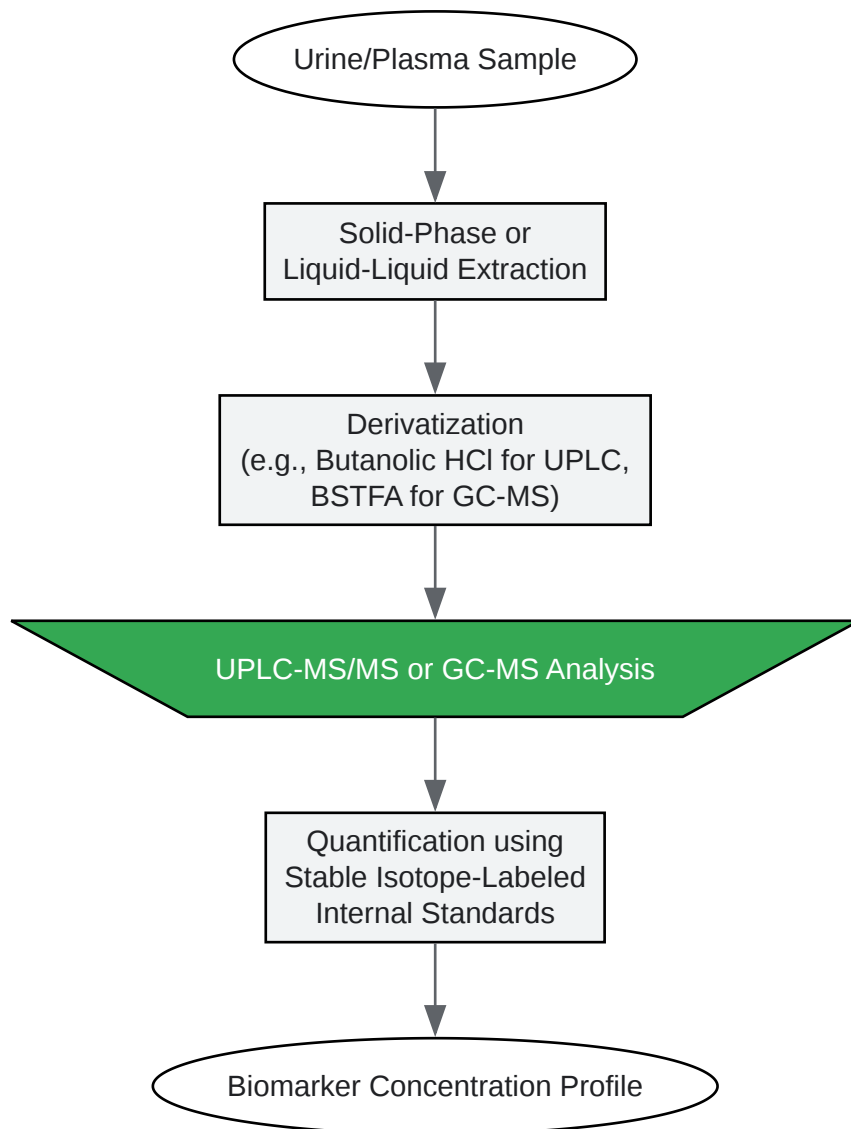 Urine/Plasma Sample
Solid-Phase or
Liquid-Liquid Extraction
Derivatization
(e.g., Butanolic HCl for UPLC,
BSTFA for GC-MS)
UPLC-MS/MS or GC-MS Analysis
Quantification using
Stable Isotope-Labeled
Internal Standards
Biomarker Concentration Profile